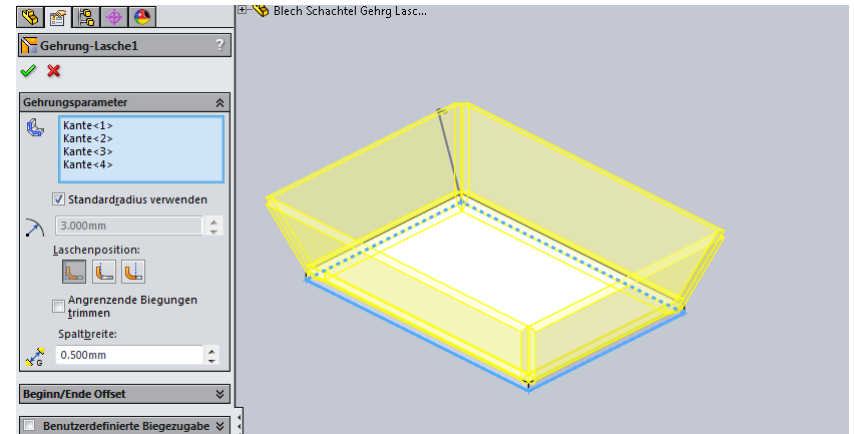 Blech Schachtel Gehrg Lasc...
Gehrung-Lasche1
?
Gehrungsparameter
Kante<1>
Kante<2>
Kante<3>
Kante<4>
Standardradius verwenden
3.000mm
Laschenposition:
Angrenzende Biegungen
trimmen
Spaltbreite:
G
0.500mm
Beginn/Ende Offset
Benutzerdefinierte Biegezugabe